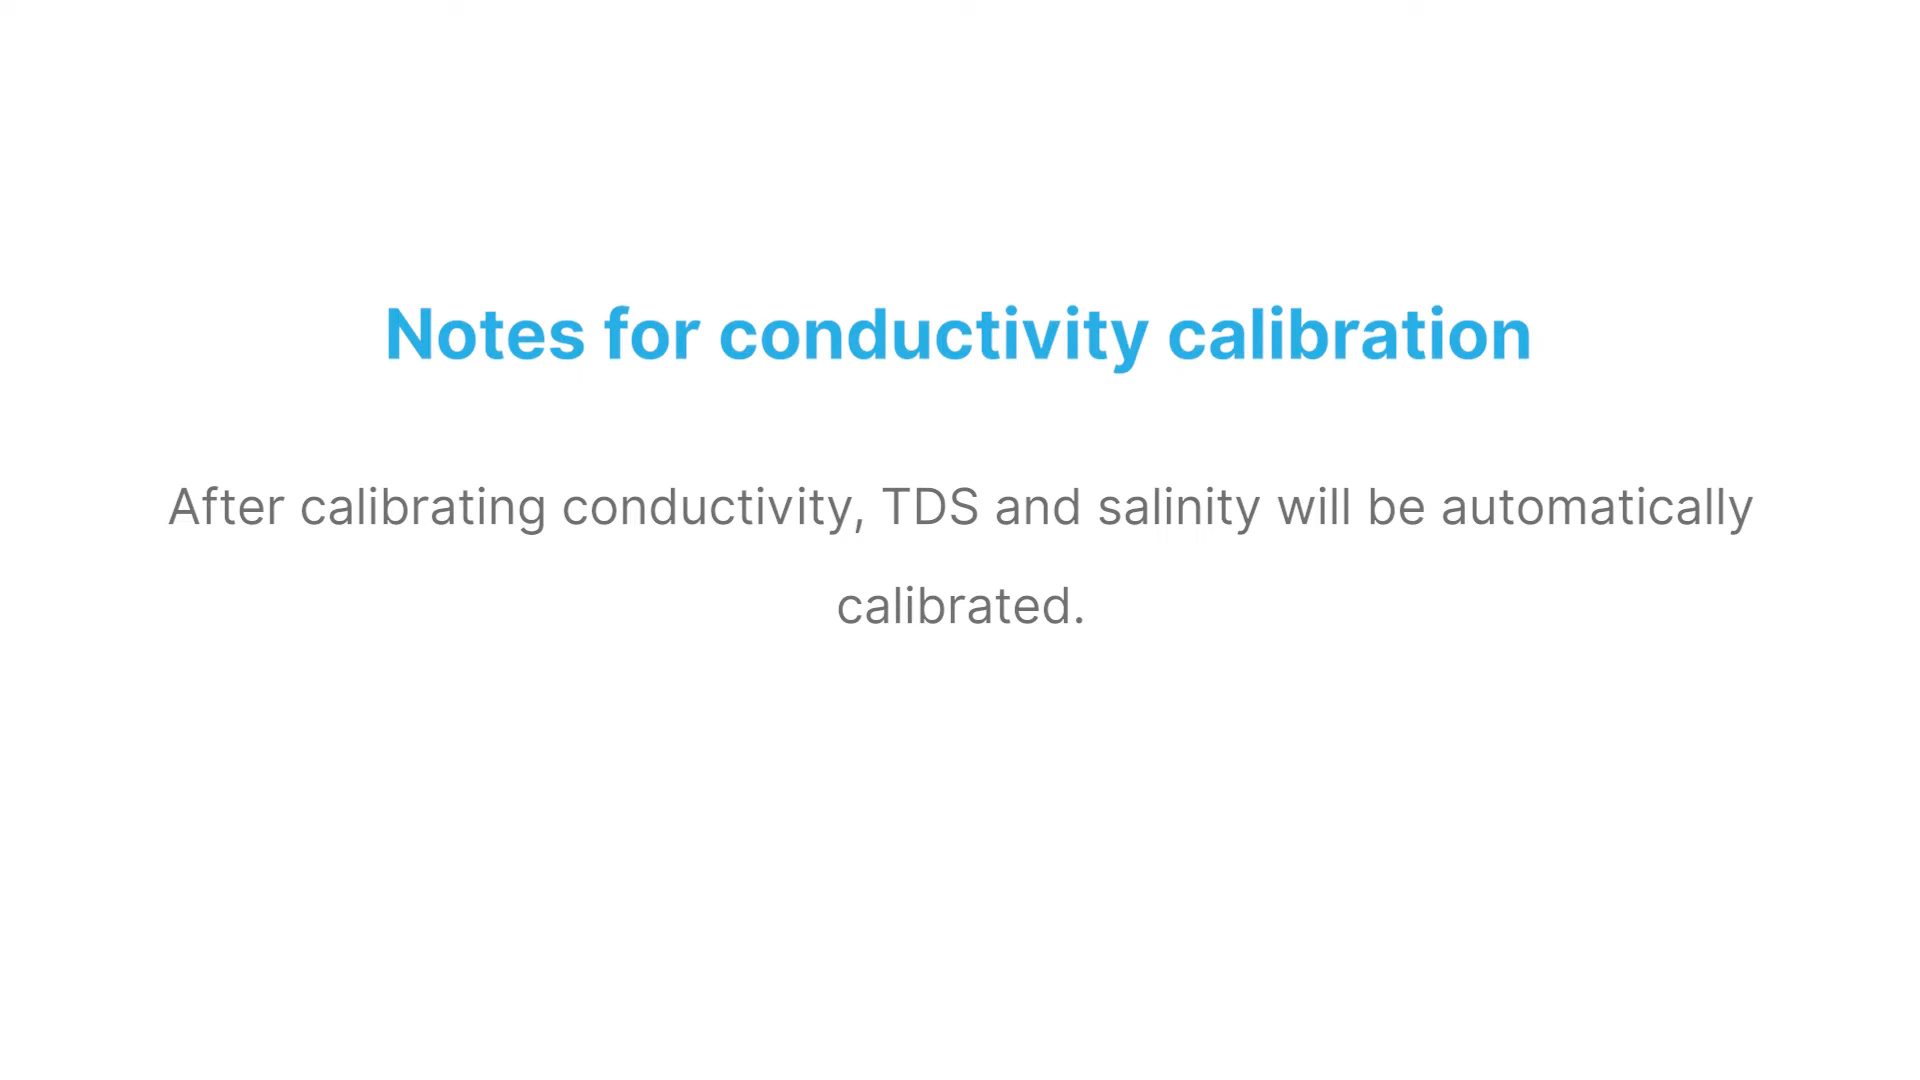 Notes for conductivity calibration
After calibrating conductivity, TDS and salinity will be automatically
calibrated.